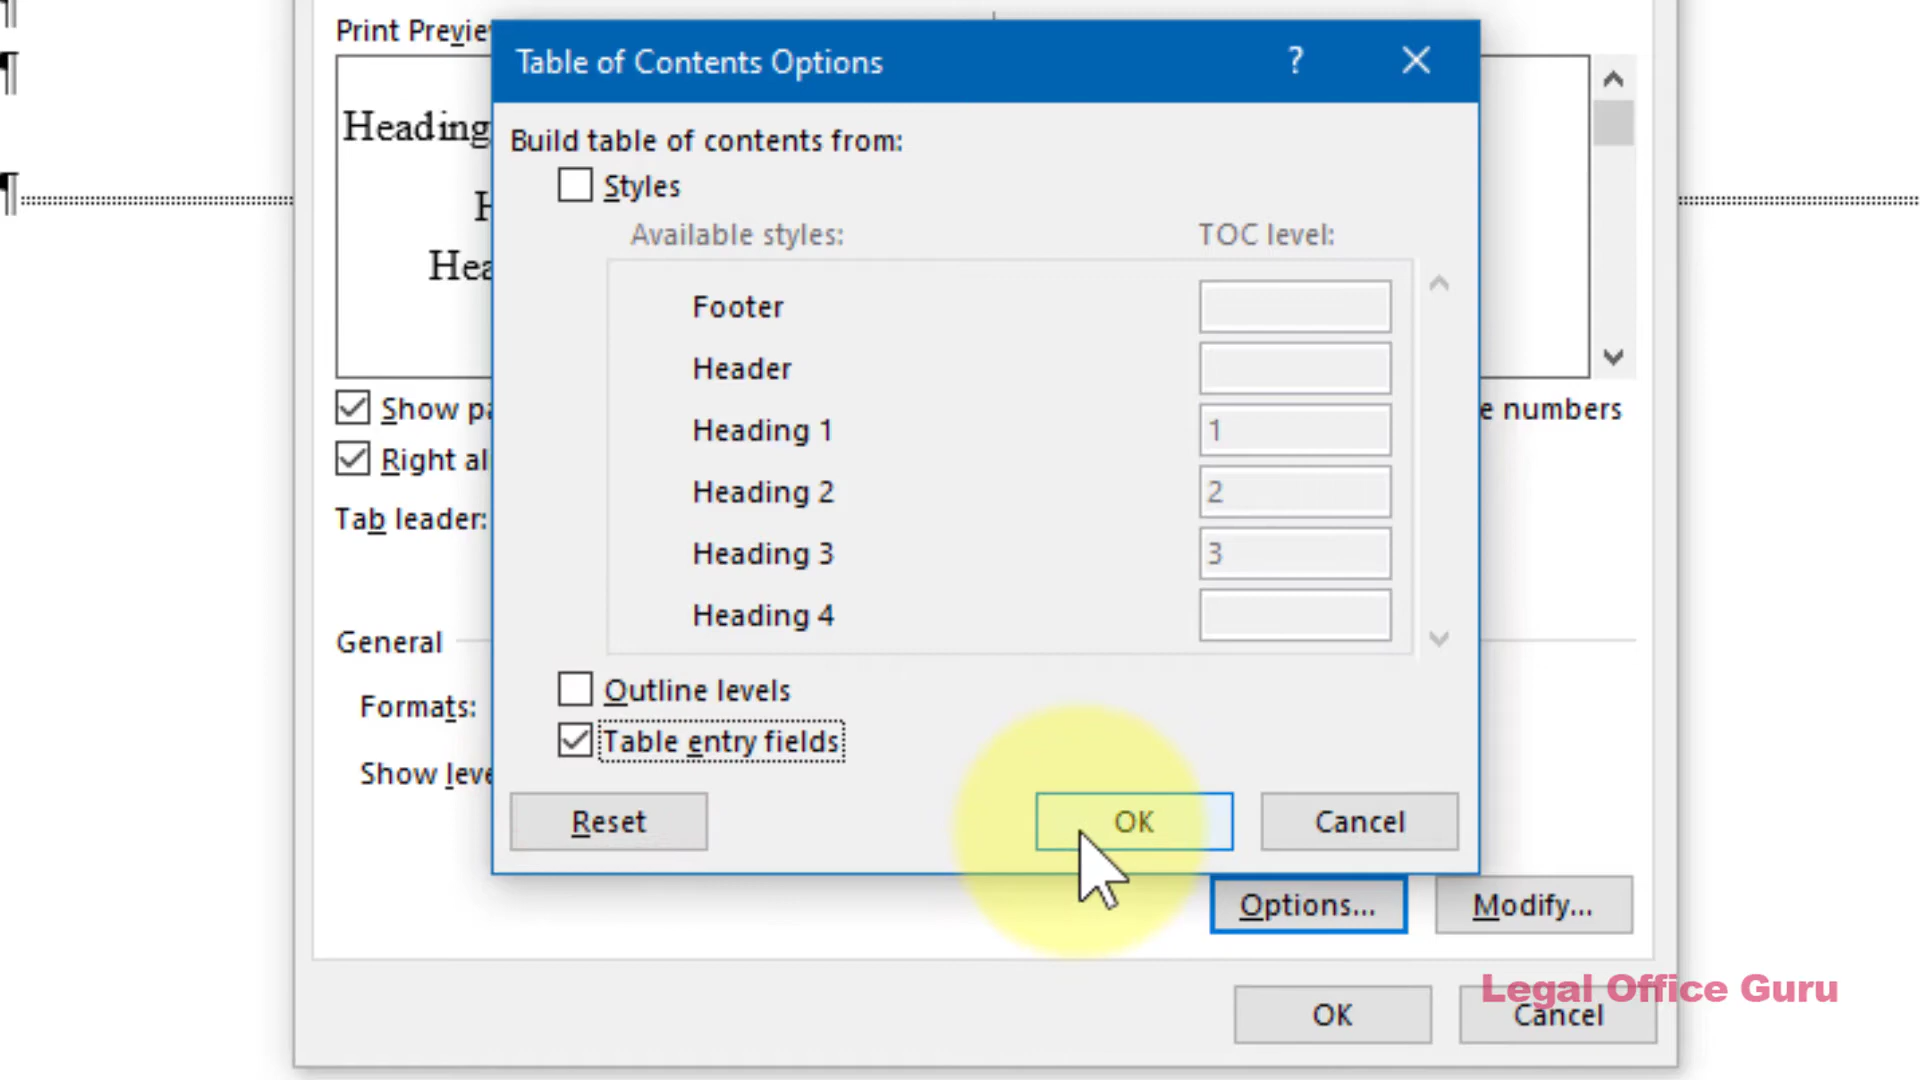 Print Previe
Table of Contents Options
?
Heading
Build table of contents from:
Styles
Available styles:
TOC level:
Footer
Header
Heading 1
1
Heading 2
2
Heading 3
3
Heading 4
H
Hea
Show pa
e numbers
Right al
Tab leader:
General
Outline levels
Formats:
Table entry fields
Show leve
Reset
OK
Cancel
Options...
Modify...
Legal Office Guru
OK
Cancel
¶
¶
¶